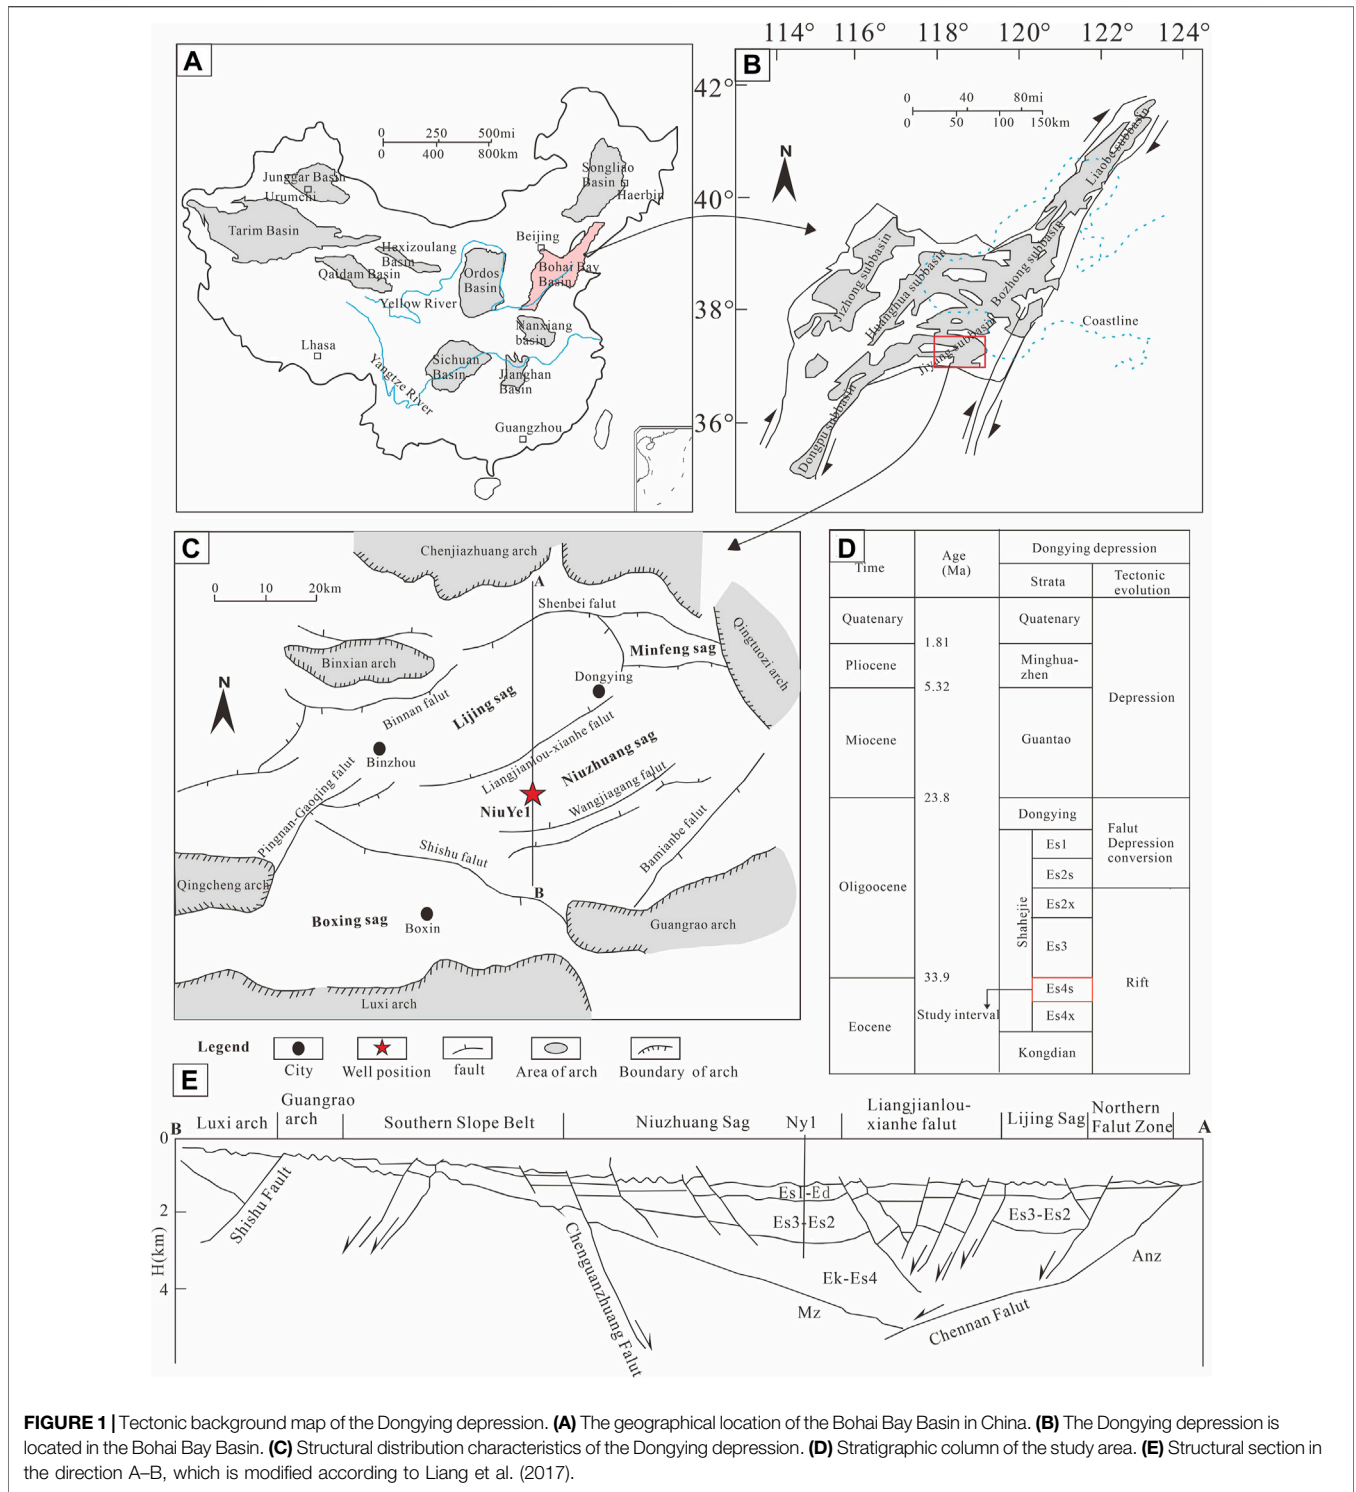 A
0 250 500mi
0 400 800km
Junggar Basin
Urumchi
Tarim Basin
Hexizoulang
Basin
Qaidam Basin
Yellow River
Lhasa
Yangtze River
Sichuan
Basin
Ordos
Basin
Beijing
Bohai Bay
Basin
Songliao
Basin
Haerbin
Nanxiang
basin
Jianghan
Basin
Guangzhou
114° 116° 118° 120° 122° 124°
B
42°
40°
38°
36°
0 40 80mi
0 50 100 150km
N
Liaohe subbasin
Jizhong subbasin
Huanghua subbasin
Bozhong subbasin
Jiyang subbasin
Dongpu subbasin
Coastline
C
0 10 20km
N
Chenjiazhuang arch
A
Shenbei falut
Minfeng sag
Qingtuozi arch
Binxian arch
Dongying
Binnan falut
Lijing sag
Binzhou
Liangjianlou-xianhe falut
Niuzhuang sag
NiuYe1
Wangjiagang falut
Pingnan-Gaoqing falut
Shishu falut
Bamianbe falut
Qingcheng arch
B
Boxing sag
Boxin
Guangrao arch
Luxi arch
Legend
City
Well position
fault
Area of arch
Boundary of arch
D
Time
Age
(Ma)
Dongying depression
Strata
Tectonic
evolution
Quatenary
Quatenary
1.81
Pliocene
Minghua-
zhen
5.32
Depression
Miocene
Guantao
23.8
Dongying
Falut
Depression
conversion
Es1
Es2s
Oligoocene
Shahejie
Es2x
Es3
33.9
Es4s
Rift
Study interval
Es4x
Eocene
Kongdian
E
B
Luxi arch
Guangrao
arch
Southern Slope Belt
Niuzhuang Sag
Ny1
Liangjianlou-
xianhe falut
Lijing Sag
Northern
Falut Zone
A
0
2
4
H(km)
Shishu Fault
Chenguanzhuang Falut
Es1-Ed
Es3-Es2
Es3-Es2
Ek-Es4
Mz
Anz
Chennan Falut
FIGURE 1 | Tectonic background map of the Dongying depression. (A) The geographical location of the Bohai Bay Basin in China. (B) The Dongying depression is
located in the Bohai Bay Basin. (C) Structural distribution characteristics of the Dongying depression. (D) Stratigraphic column of the study area. (E) Structural section in
the direction A–B, which is modified according to Liang et al. (2017).